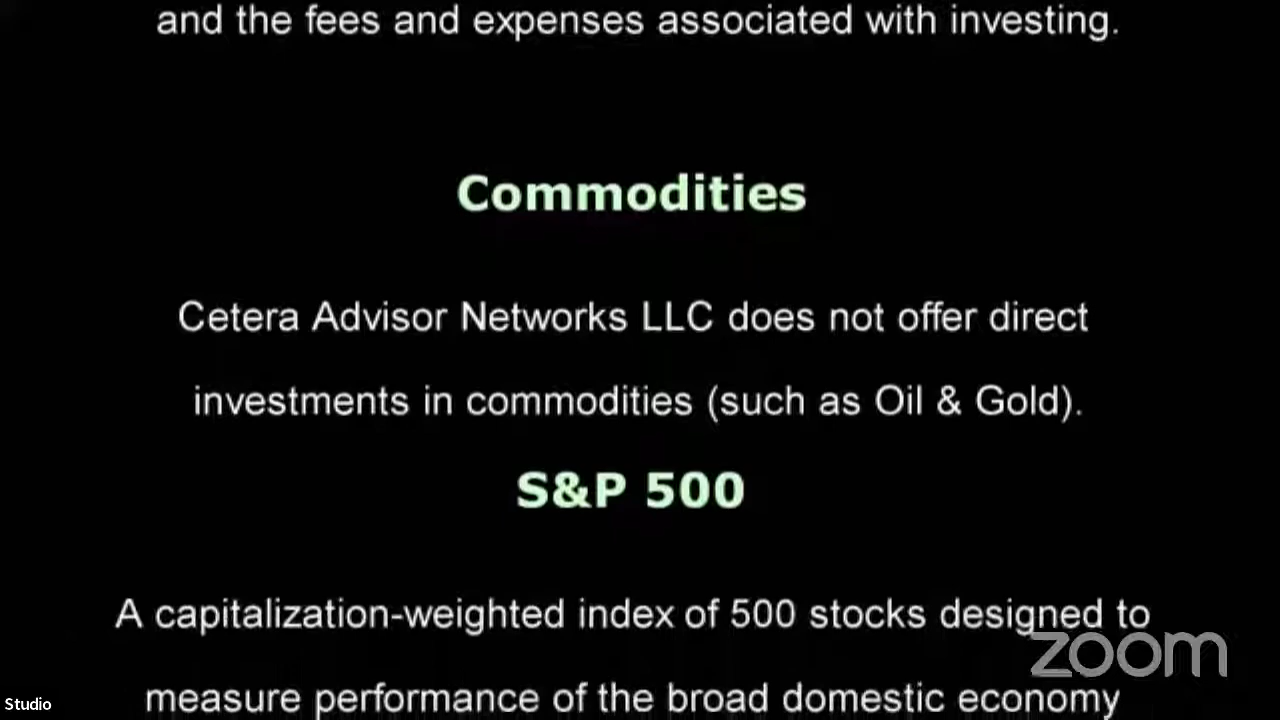 and the fees and expenses associated with investing.
Commodities
Cetera Advisor Networks LLC does not offer direct
investments in commodities (such as Oil & Gold).
S&P 500
A capitalization-weighted index of 500 stocks designed to
measure performance of the broad domestic economy
zoom
Studio